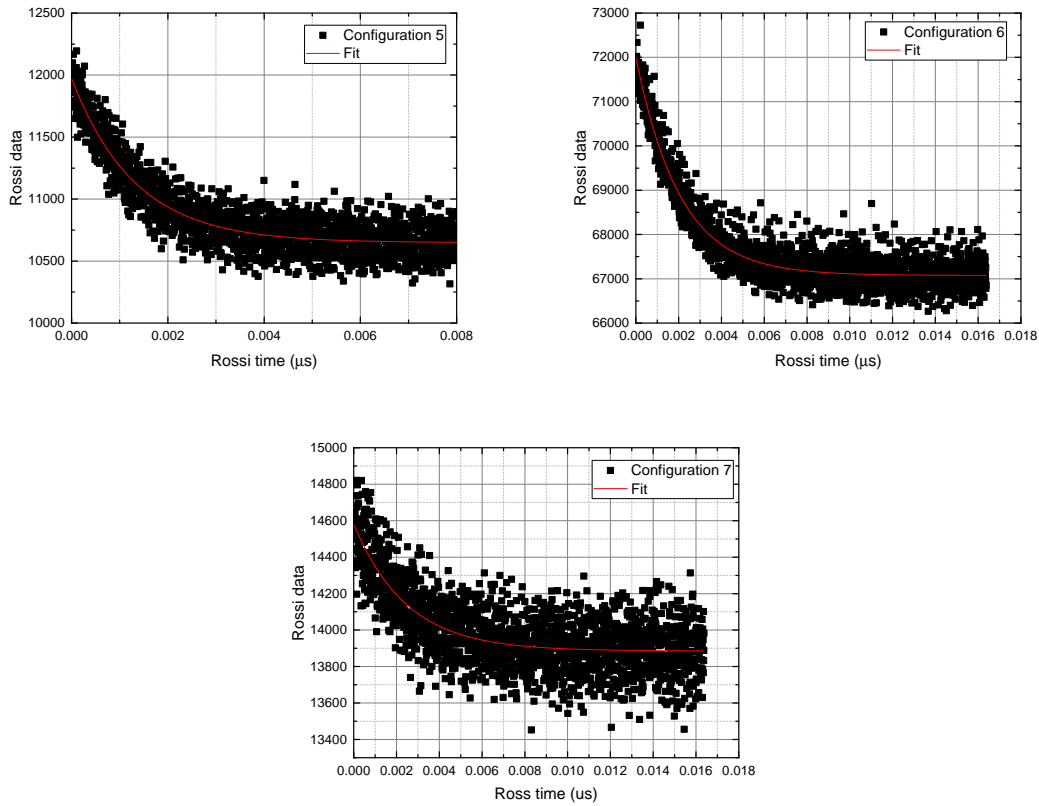 12500
12000
11500
11000
10500
10000
Rossi data
Configuration 5
Fit
0.000 0.002 0.004 0.006 0.008
Rossi time (μs)
73000
72000
71000
70000
69000
68000
67000
66000
Rossi data
Configuration 6
Fit
0.000 0.002 0.004 0.006 0.008 0.010 0.012 0.014 0.016 0.018
Rossi time (μs)
15000
14800
14600
14400
14200
14000
13800
13600
13400
Rossi data
Configuration 7
Fit
0.000 0.002 0.004 0.006 0.008 0.010 0.012 0.014 0.016 0.018
Ross time (us)